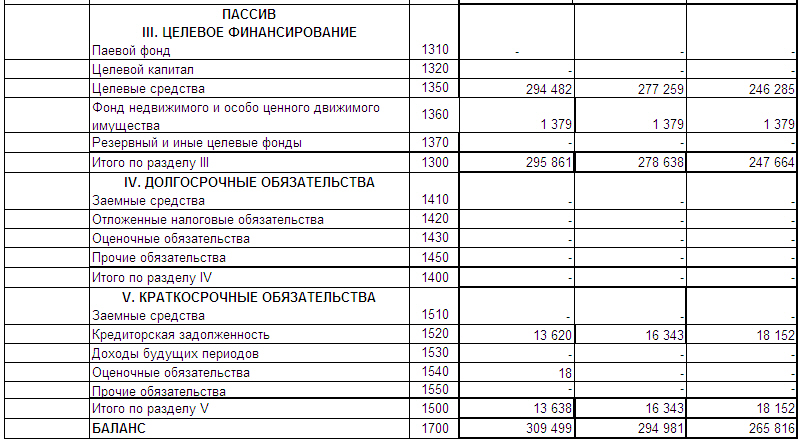 ПАССИВ
III. ЦЕЛЕВОЕ ФИНАНСИРОВАНИЕ
Паевой фонд 1310 - - -
Целевой капитал 1320 - - -
Целевые средства 1350 294 482 277 259 246 285
Фонд недвижимого и особо ценного движимого
имущества 1360 1 379 1 379 1 379
Резервный и иные целевые фонды 1370 - - -
Итого по разделу III 1300 295 861 278 638 247 664
IV. ДОЛГОСРОЧНЫЕ ОБЯЗАТЕЛЬСТВА
Заемные средства 1410 - - -
Отложенные налоговые обязательства 1420 - - -
Оценочные обязательства 1430 - - -
Прочие обязательства 1450 - - -
Итого по разделу IV 1400 - - -
V. КРАТКОСРОЧНЫЕ ОБЯЗАТЕЛЬСТВА
Заемные средства 1510 - - -
Кредиторская задолженность 1520 13 620 16 343 18 152
Доходы будущих периодов 1530 - - -
Оценочные обязательства 1540 18 - -
Прочие обязательства 1550 - - -
Итого по разделу V 1500 13 638 16 343 18 152
БАЛАНС 1700 309 499 294 981 265 816